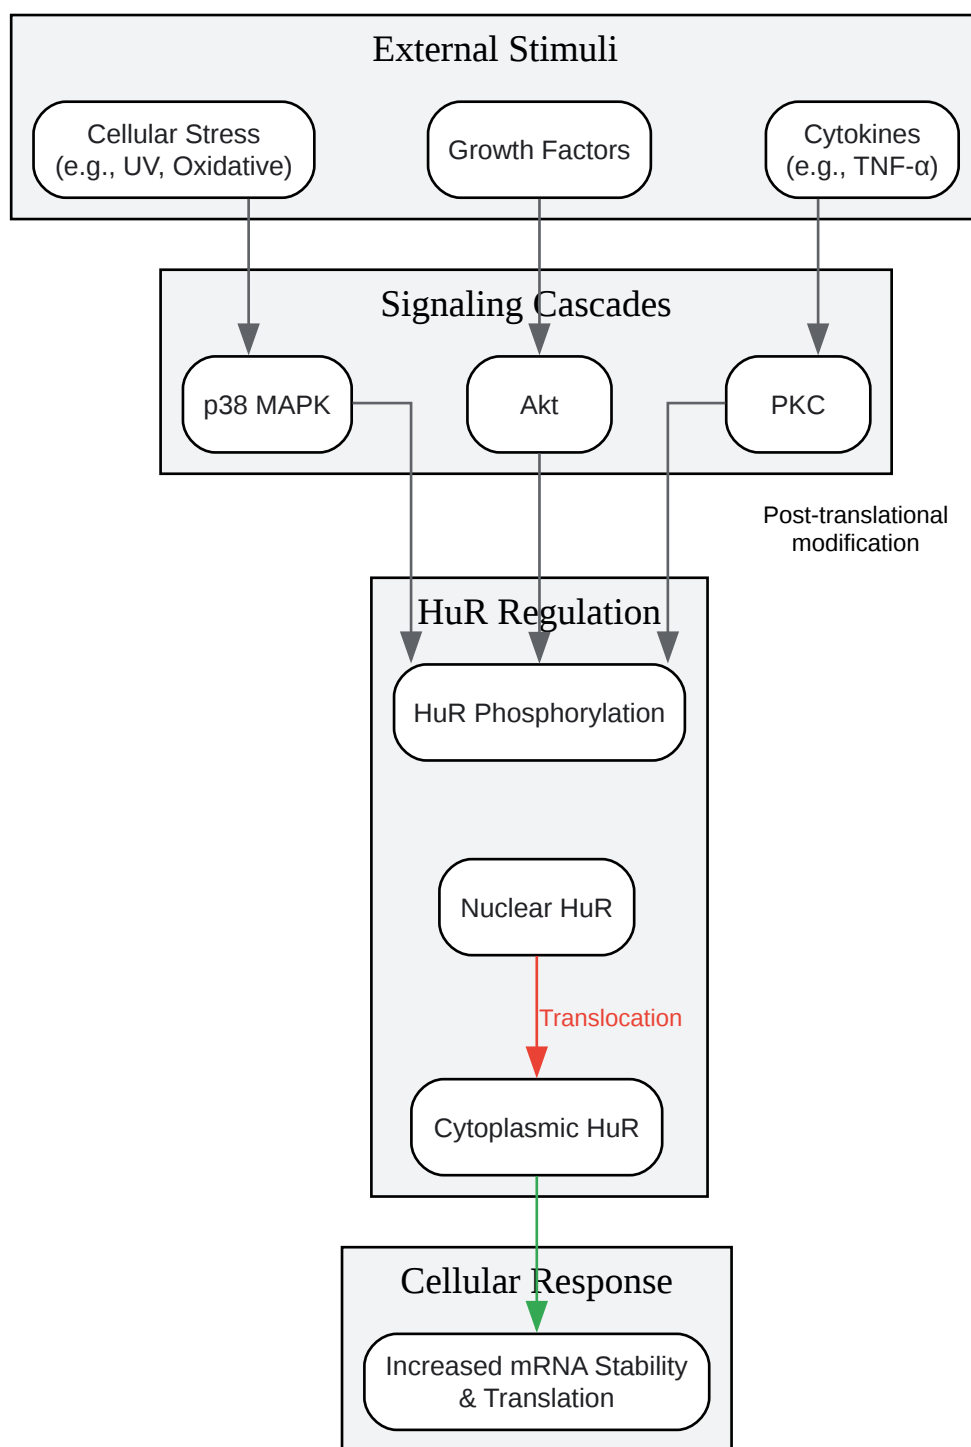 External Stimuli
Cellular Stress
(e.g., UV, Oxidative)
Growth Factors
Cytokines
(e.g., TNF-α)
Signaling Cascades
p38 MAPK
Akt
PKC
Post-translational
modification
HuR Regulation
HuR Phosphorylation
Nuclear HuR
Translocation
Cytoplasmic HuR
Cellular Response
Increased mRNA Stability
& Translation